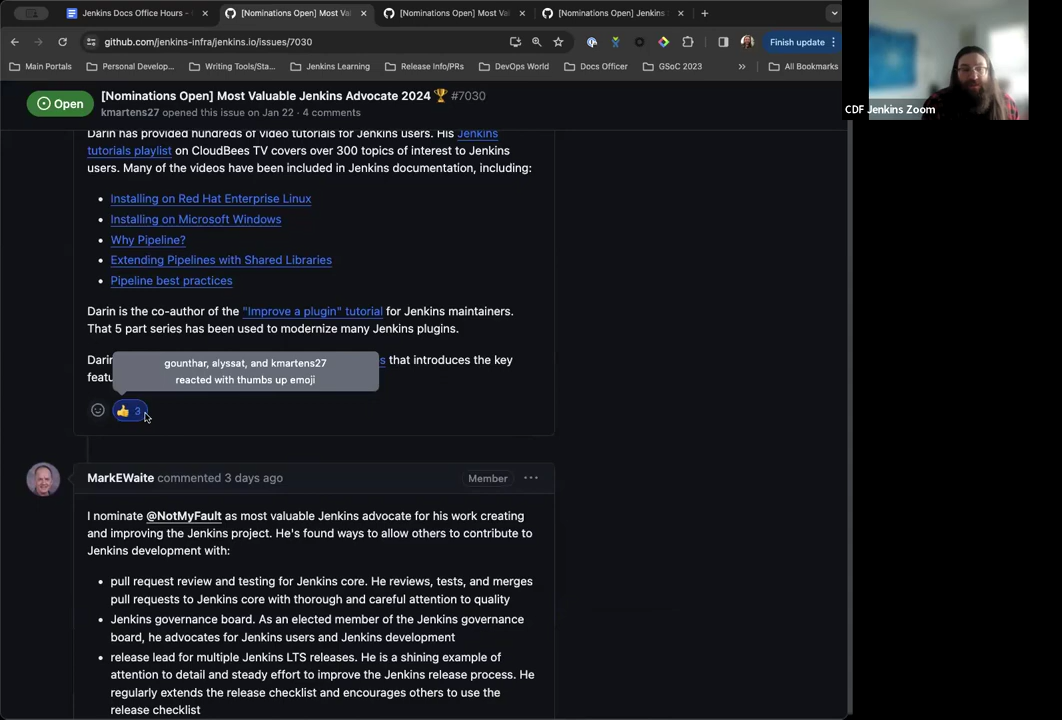 Jenkins Docs Office Hours -
[Nominations Open] Most Val
[Nominations Open] Most Val
[Nominations Open] Jenkins
github.com/jenkins-infra/jenkins.io/issues/7030
Finish update
Main Portals
Personal Develop...
Writing Tools/Sta...
Jenkins Learning
Release Info/PRs
DevOps World
Docs Officer
GSoC 2023
»
All Bookmarks
CDF Jenkins Zoom
Open
[Nominations Open] Most Valuable Jenkins Advocate 2024 🏆 #7030
kmartens27 opened this issue on Jan 22 · 4 comments
Darin has provided hundreds of video tutorials for Jenkins users. His Jenkins
tutorials playlist on CloudBees TV covers over 300 topics of interest to Jenkins
users. Many of the videos have been included in Jenkins documentation, including:
• Installing on Red Hat Enterprise Linux
• Installing on Microsoft Windows
• Why Pipeline?
• Extending Pipelines with Shared Libraries
• Pipeline best practices
Darin is the co-author of the "Improve a plugin" tutorial for Jenkins maintainers.
That 5 part series has been used to modernize many Jenkins plugins.
Darin
s that introduces the key
featu
gounthar, alyssat, and kmartens27
reacted with thumbs up emoji
👍 3
MarkEWaite commented 3 days ago
Member
I nominate @NotMyFault as most valuable Jenkins advocate for his work creating
and improving the Jenkins project. He's found ways to allow others to contribute to
Jenkins development with:
• pull request review and testing for Jenkins core. He reviews, tests, and merges
pull requests to Jenkins core with thorough and careful attention to quality
• Jenkins governance board. As an elected member of the Jenkins governance
board, he advocates for Jenkins users and Jenkins development
• release lead for multiple Jenkins LTS releases. He is a shining example of
attention to detail and steady effort to improve the Jenkins release process. He
regularly extends the release checklist and encourages others to use the
release checklist